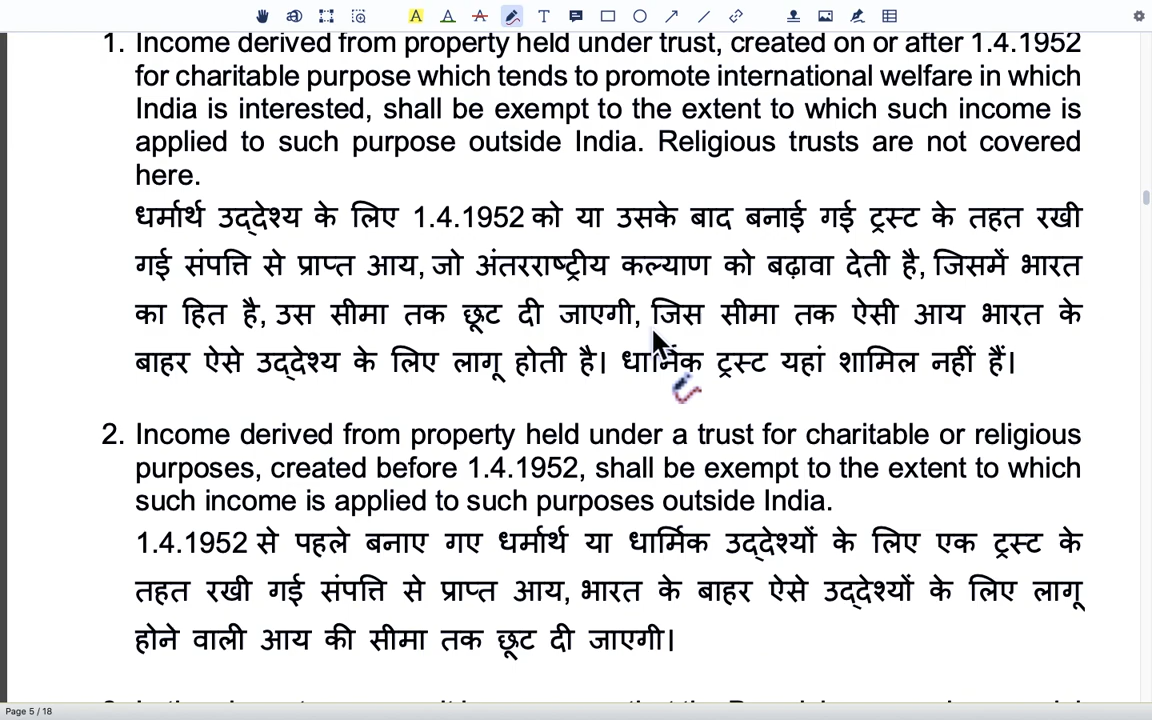 1. Income derived from property held under trust, created on or after 1.4.1952
for charitable purpose which tends to promote international welfare in which
India is interested, shall be exempt to the extent to which such income is
applied to such purpose outside India. Religious trusts are not covered
here.
धर्मार्थ उद्देश्य के लिए 1.4.1952 को या उसके बाद बनाई गई ट्रस्ट के तहत रखी
गई संपत्ति से प्राप्त आय, जो अंतरराष्ट्रीय कल्याण को बढ़ावा देती है, जिसमें भारत
का हित है, उस सीमा तक छूट दी जाएगी, जिस सीमा तक ऐसी आय भारत के
बाहर ऐसे उद्देश्य के लिए लागू होती है। धार्मिक ट्रस्ट यहां शामिल नहीं हैं।
2. Income derived from property held under a trust for charitable or religious
purposes, created before 1.4.1952, shall be exempt to the extent to which
such income is applied to such purposes outside India.
1.4.1952 से पहले बनाए गए धर्मार्थ या धार्मिक उद्देश्यों के लिए एक ट्रस्ट के
तहत रखी गई संपत्ति से प्राप्त आय, भारत के बाहर ऐसे उद्देश्यों के लिए लागू
होने वाली आय की सीमा तक छूट दी जाएगी।
Page 5 / 18